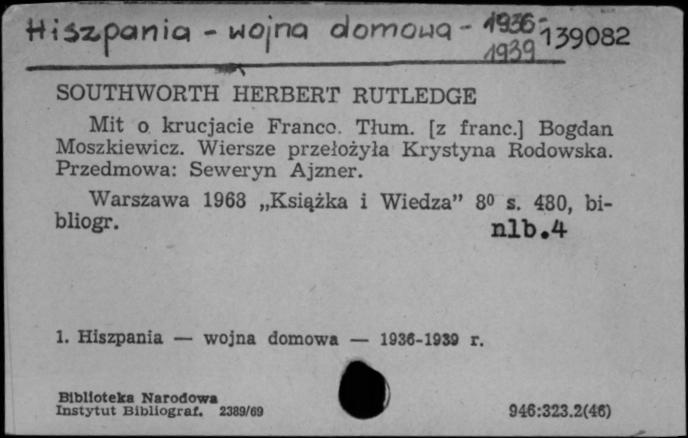 Hiszpania - wojna domowa - 1936-
1939
139082
SOUTHWORTH HERBERT RUTLEDGE
Mit o krucjacie Franco. Tłum. [z franc.] Bogdan
Moszkiewicz. Wiersze przełożyła Krystyna Rodowska.
Przedmowa: Seweryn Ajzner.
Warszawa 1968 „Książka i Wiedza” 8⁰ s. 480, bi-
bliogr.
nlb.4
1. Hiszpania — wojna domowa — 1936-1939 r.
Biblioteka Narodowa
Instytut Bibliograf. 2389/69
946:323.2(46)